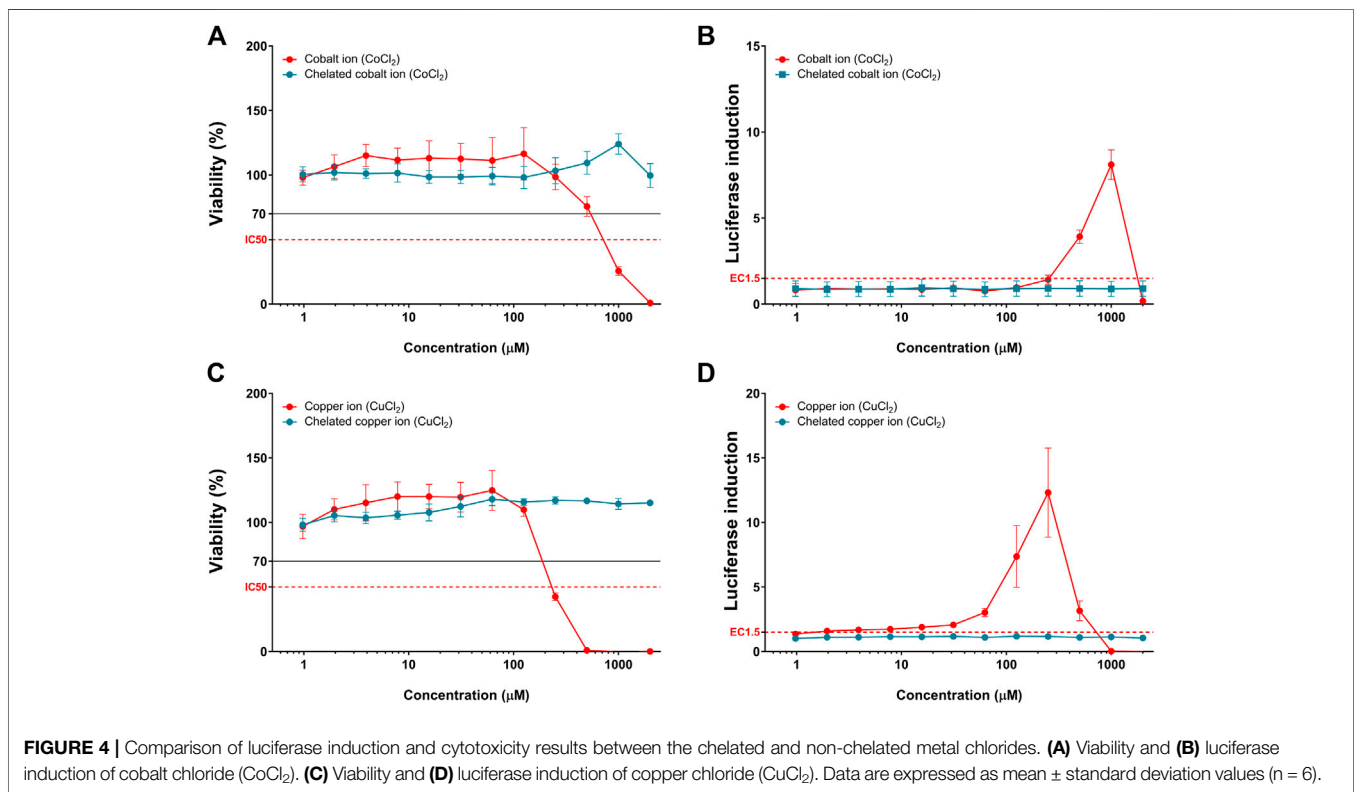 A
200
Cobalt ion (CoCl₂)
Chelated cobalt ion (CoCl₂)
150
Viability (%)
100
70
IC50
0
1 10 100 1000
Concentration (μM)
B
15
Cobalt ion (CoCl₂)
Chelated cobalt ion (CoCl₂)
10
Luciferase induction
5
EC1.5
0
1 10 100 1000
Concentration (μM)
C
200
Copper ion (CuCl₂)
Chelated copper ion (CuCl₂)
150
Viability (%)
100
70
IC50
0
1 10 100 1000
Concentration (μM)
D
20
Copper ion (CuCl₂)
Chelated copper ion (CuCl₂)
15
Luciferase induction
10
5
EC1.5
0
1 10 100 1000
Concentration (μM)
FIGURE 4 | Comparison of luciferase induction and cytotoxicity results between the chelated and non-chelated metal chlorides. (A) Viability and (B) luciferase
induction of cobalt chloride (CoCl₂). (C) Viability and (D) luciferase induction of copper chloride (CuCl₂). Data are expressed as mean ± standard deviation values (n = 6).